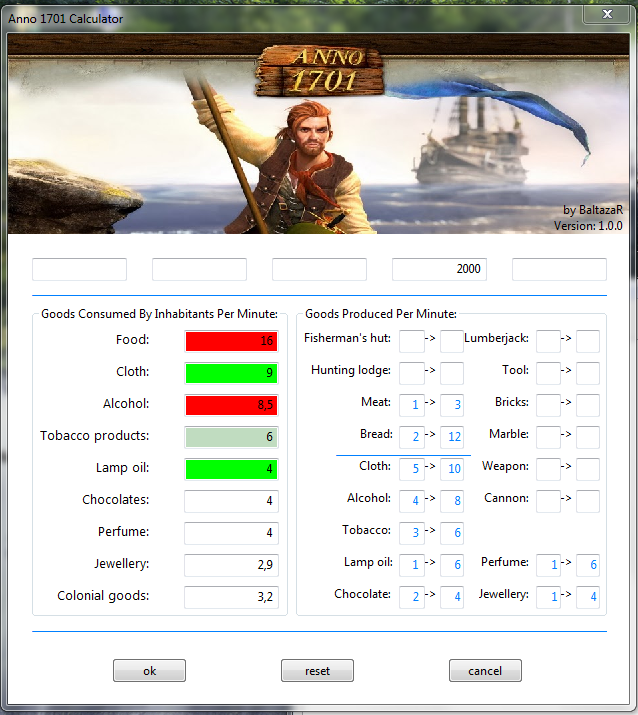 Anno 1701 Calculator
ANNO
1701
by BaltazaR
Version: 1.0.0
2000
Goods Consumed By Inhabitants Per Minute:
Food: 16
Cloth: 9
Alcohol: 8,5
Tobacco products: 6
Lamp oil: 4
Chocolates: 4
Perfume: 4
Jewellery: 2,9
Colonial goods: 3,2
Goods Produced Per Minute:
Fisherman's hut: -> Lumberjack: ->
Hunting lodge: -> Tool: ->
Meat: 1 -> 3 Bricks: ->
Bread: 2 -> 12 Marble: ->
Cloth: 5 -> 10 Weapon: ->
Alcohol: 4 -> 8 Cannon: ->
Tobacco: 3 -> 6
Lamp oil: 1 -> 6 Perfume: 1 -> 6
Chocolate: 2 -> 4 Jewellery: 1 -> 4
ok reset cancel